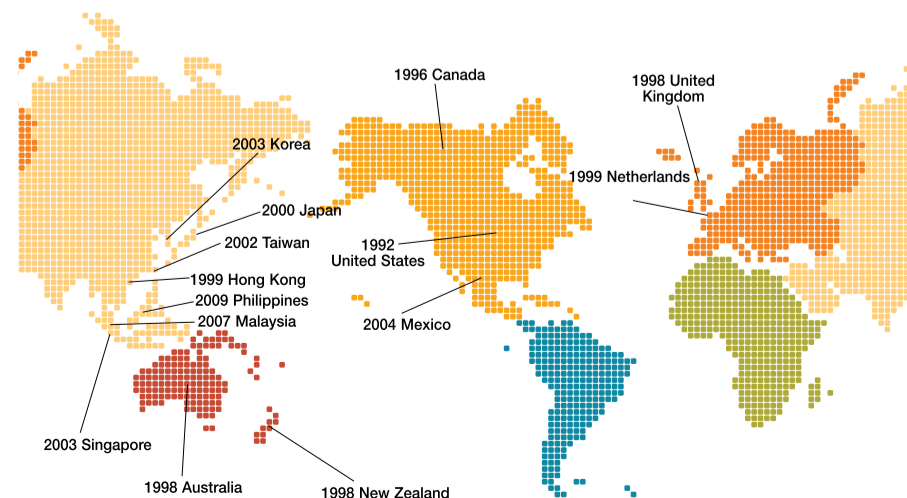 1996 Canada
1998 United
Kingdom
2003 Korea
1999 Netherlands
2000 Japan
2002 Taiwan
1992
United States
1999 Hong Kong
2009 Philippines
2007 Malaysia
2004 Mexico
2003 Singapore
1998 Australia
1998 New Zealand